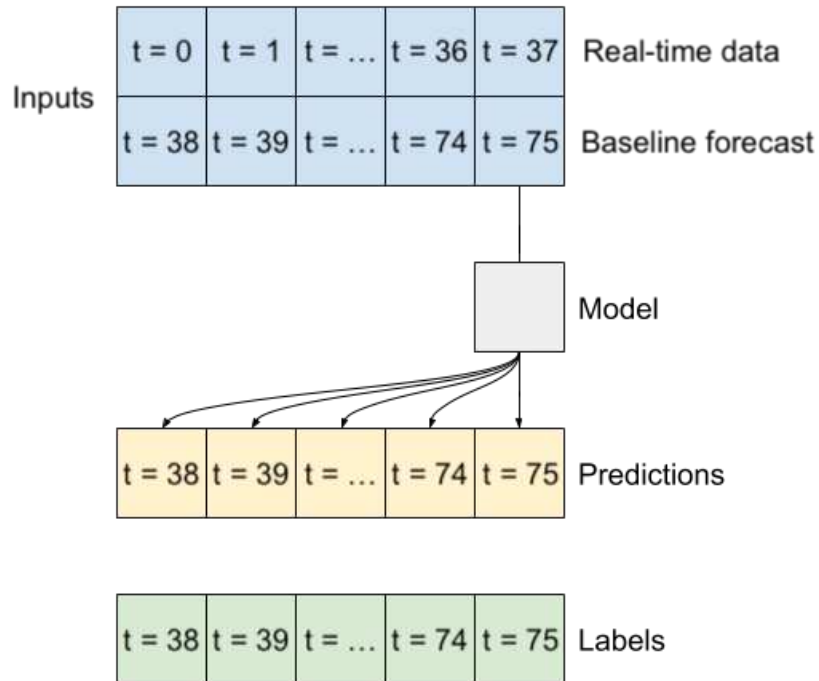 t = 0 t = 1 t = … t = 36 t = 37 Real-time data
Inputs
t = 38 t = 39 t = … t = 74 t = 75 Baseline forecast
Model
t = 38 t = 39 t = … t = 74 t = 75 Predictions
t = 38 t = 39 t = … t = 74 t = 75 Labels